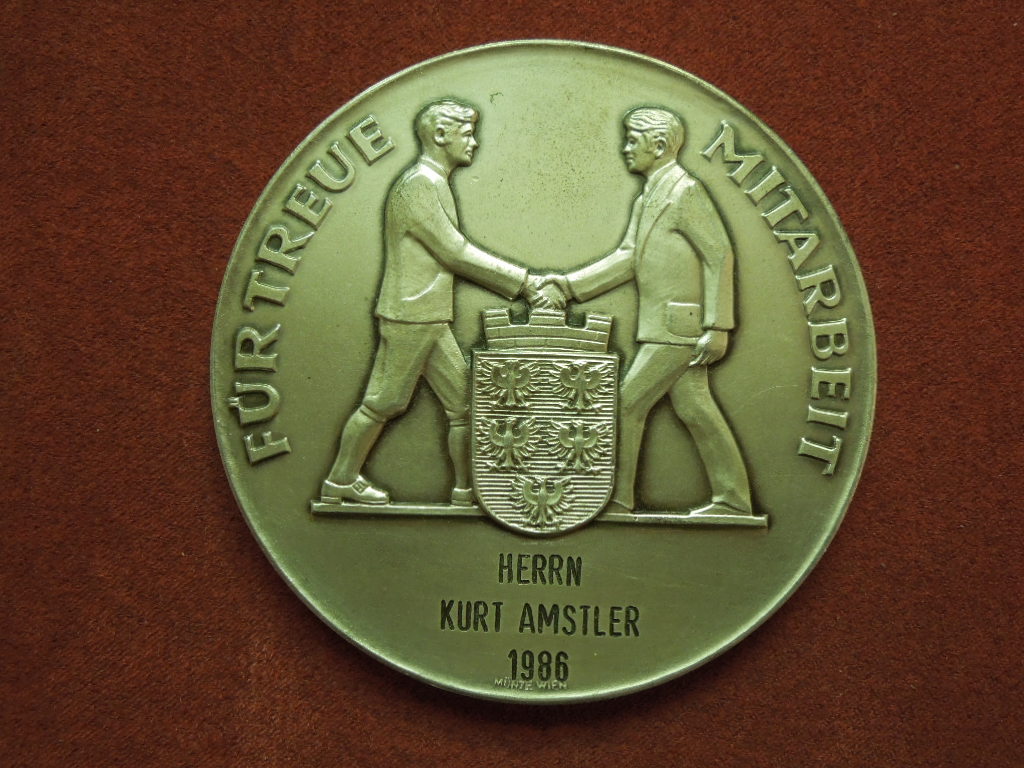 FÜR TREUE MITARBEIT
HERRN
KURT AMSTLER
1986
MÜNZE WIEN